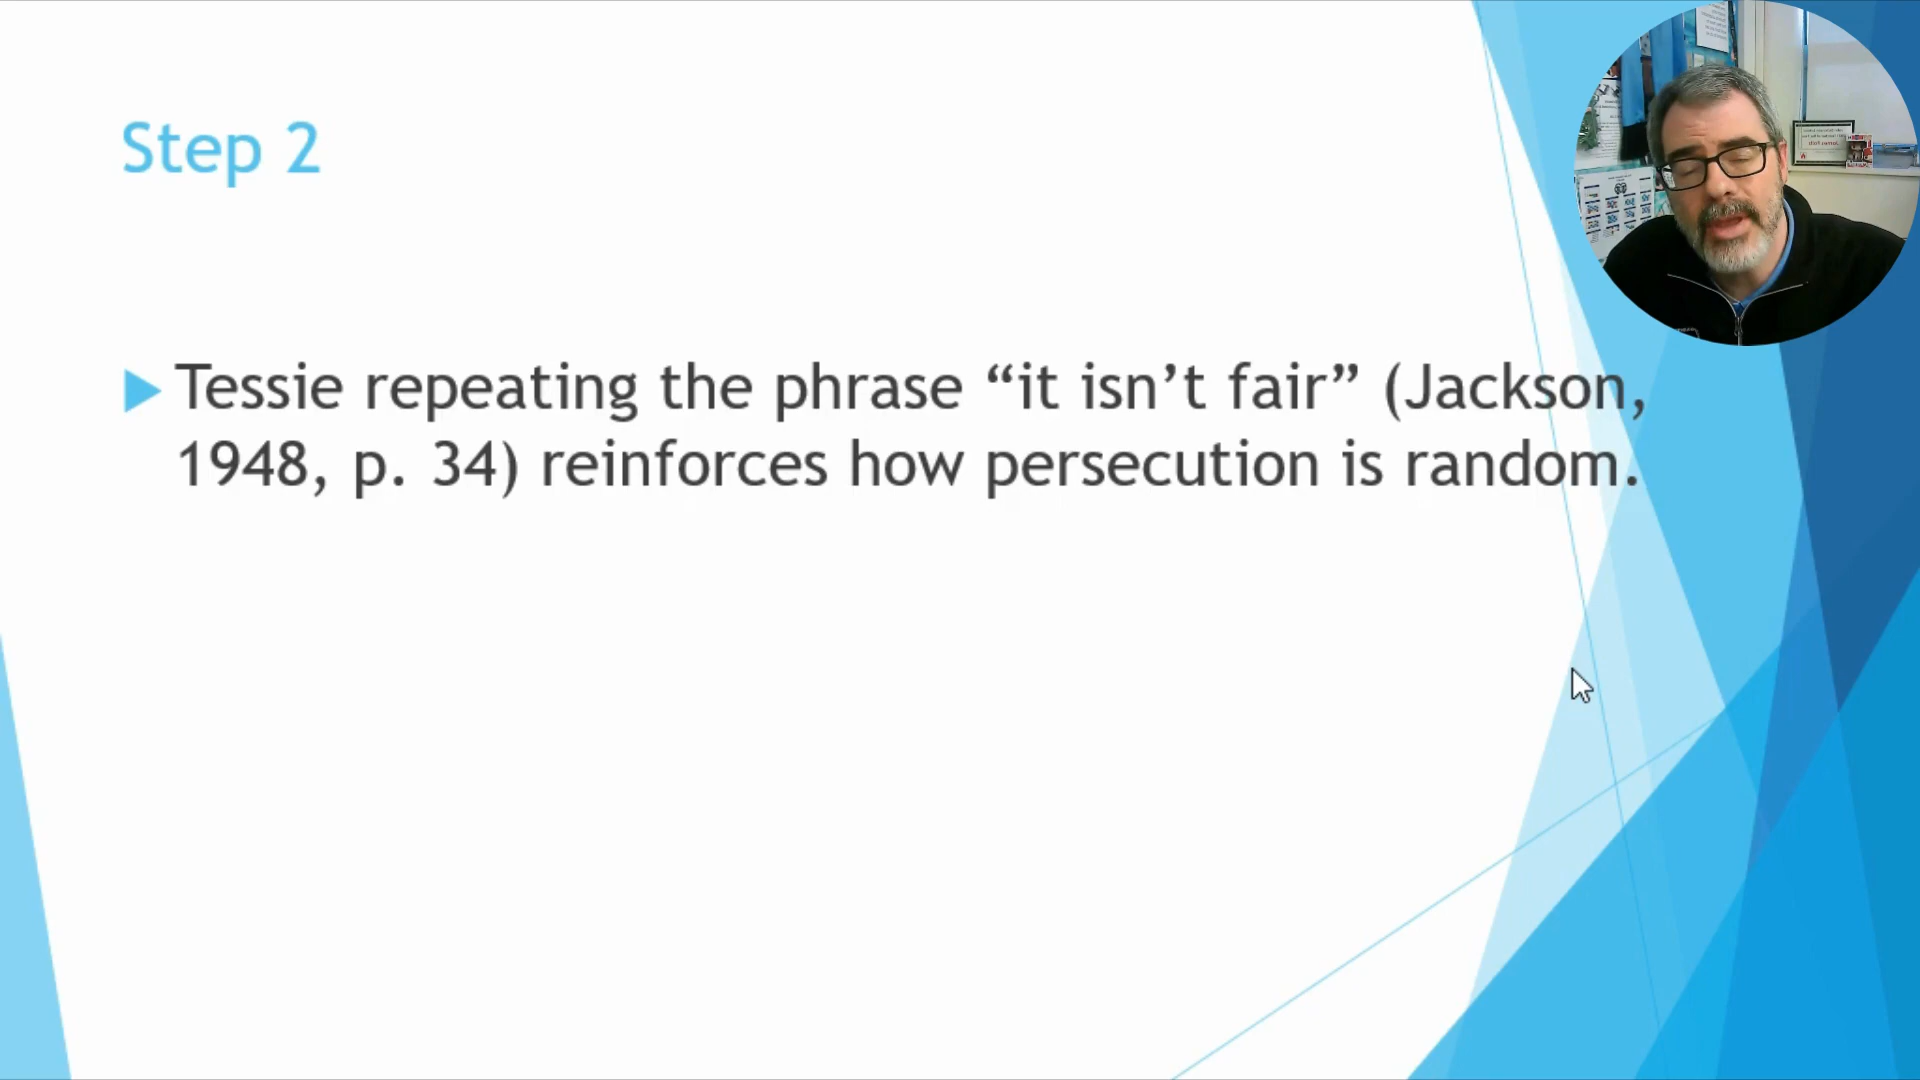 Step 2
Tessie repeating the phrase “it isn’t fair” (Jackson,
1948, p. 34) reinforces how persecution is random.